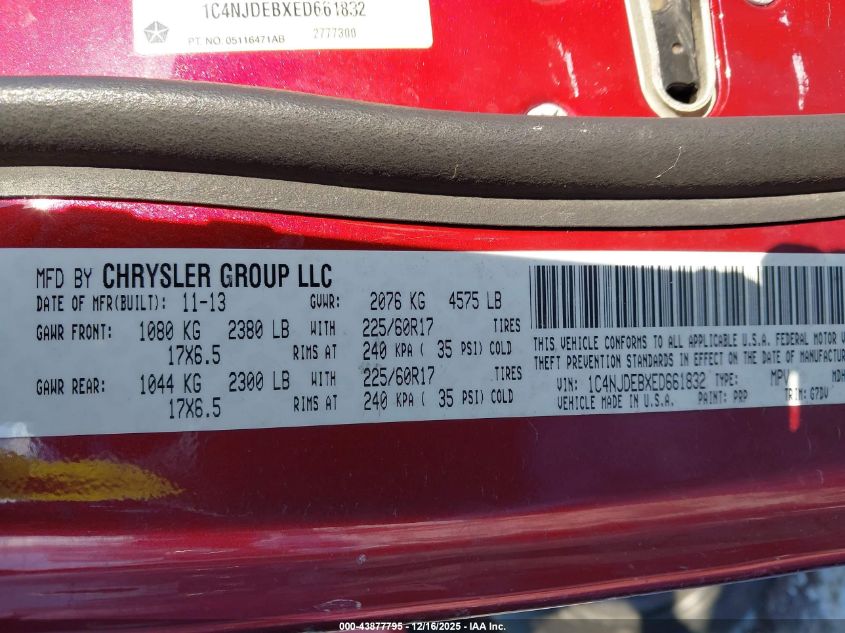 1C4NJDEBXED661832
PT. NO. 05116471AB 2777300
MFD BY CHRYSLER GROUP LLC
DATE OF MFR(BUILT): 11-13 GVWR: 2076 KG 4575 LB
GAWR FRONT: 1080 KG 2380 LB WITH 225/60R17 TIRES
17X6.5 RIMS AT 240 KPA ( 35 PSI) COLD
GAWR REAR: 1044 KG 2300 LB WITH 225/60R17 TIRES
17X6.5 RIMS AT 240 KPA ( 35 PSI) COLD
THIS VEHICLE CONFORMS TO ALL APPLICABLE U.S.A. FEDERAL MOTOR
THEFT PREVENTION STANDARDS IN EFFECT ON THE DATE OF MANUFACTUR
VIN: 1C4NJDEBXED661832 TYPE: MPV
VEHICLE MADE IN U.S.A. PAINT: PRP TRIM: G7DV
000-43877795 - 12/16/2025 - IAA Inc.